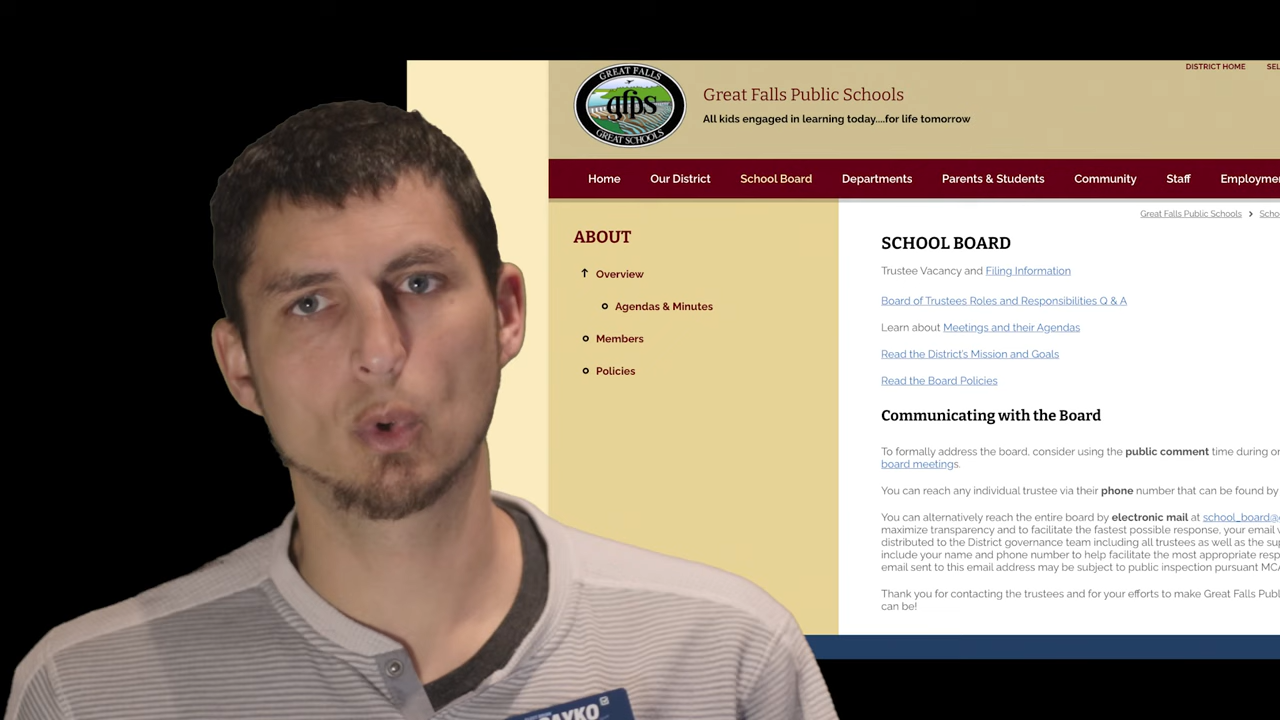 DISTRICT HOME
GREAT FALLS
gfps
GREAT SCHOOLS
Great Falls Public Schools
All kids engaged in learning today....for life tomorrow
Home Our District School Board Departments Parents & Students Community Staff
Great Falls Public Schools >
ABOUT
Overview
Agendas & Minutes
Members
Policies
SCHOOL BOARD
Trustee Vacancy and Filing Information
Board of Trustees Roles and Responsibilities Q & A
Learn about Meetings and their Agendas
Read the District's Mission and Goals
Read the Board Policies
Communicating with the Board
To formally address the board, consider using the public comment time during
board meetings.
You can reach any individual trustee via their phone number that can be found by
You can alternatively reach the entire board by electronic mail at school_board@
maximize transparency and to facilitate the fastest possible response, your email
distributed to the District governance team including all trustees as well as the
include your name and phone number to help facilitate the most appropriate
email sent to this email address may be subject to public inspection pursuant
Thank you for contacting the trustees and for your efforts to make Great Falls
can be!